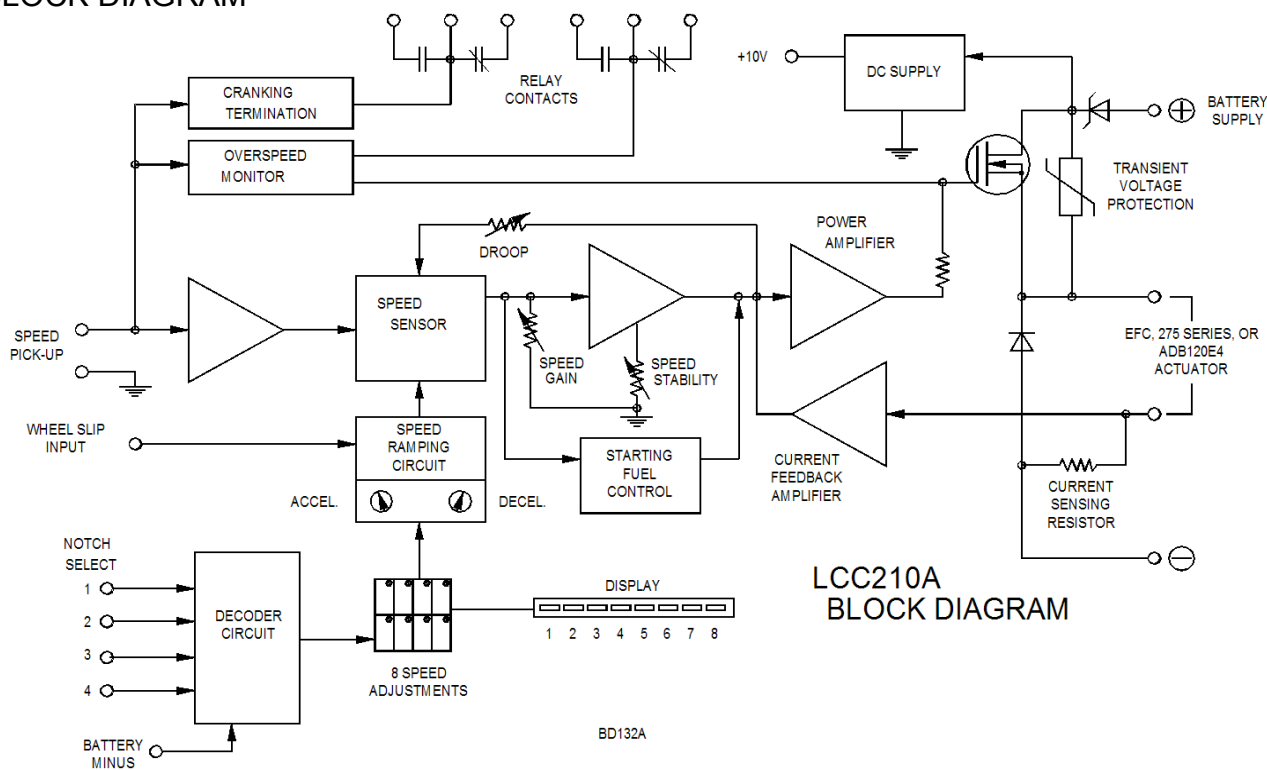 BLOCK DIAGRAM
+10V
DC SUPPLY
RELAY
CONTACTS
CRANKING
TERMINATION
BATTERY
SUPPLY
OVERSPEED
MONITOR
TRANSIENT
VOLTAGE
PROTECTION
DROOP
POWER
AMPLIFIER
SPEED
SENSOR
SPEED
PICK-UP
SPEED
GAIN
SPEED
STABILITY
EFC, 275 SERIES, OR
ADB120E4
ACTUATOR
WHEEL SLIP
INPUT
SPEED
RAMPING
CIRCUIT
STARTING
FUEL
CONTROL
CURRENT
FEEDBACK
AMPLIFIER
CURRENT
SENSING
RESISTOR
ACCEL.
DECEL.
NOTCH
SELECT
1
2
3
4
DECODER
CIRCUIT
DISPLAY
1 2 3 4 5 6 7 8
8 SPEED
ADJUSTMENTS
LCC210A
BLOCK DIAGRAM
BATTERY
MINUS
BD132A